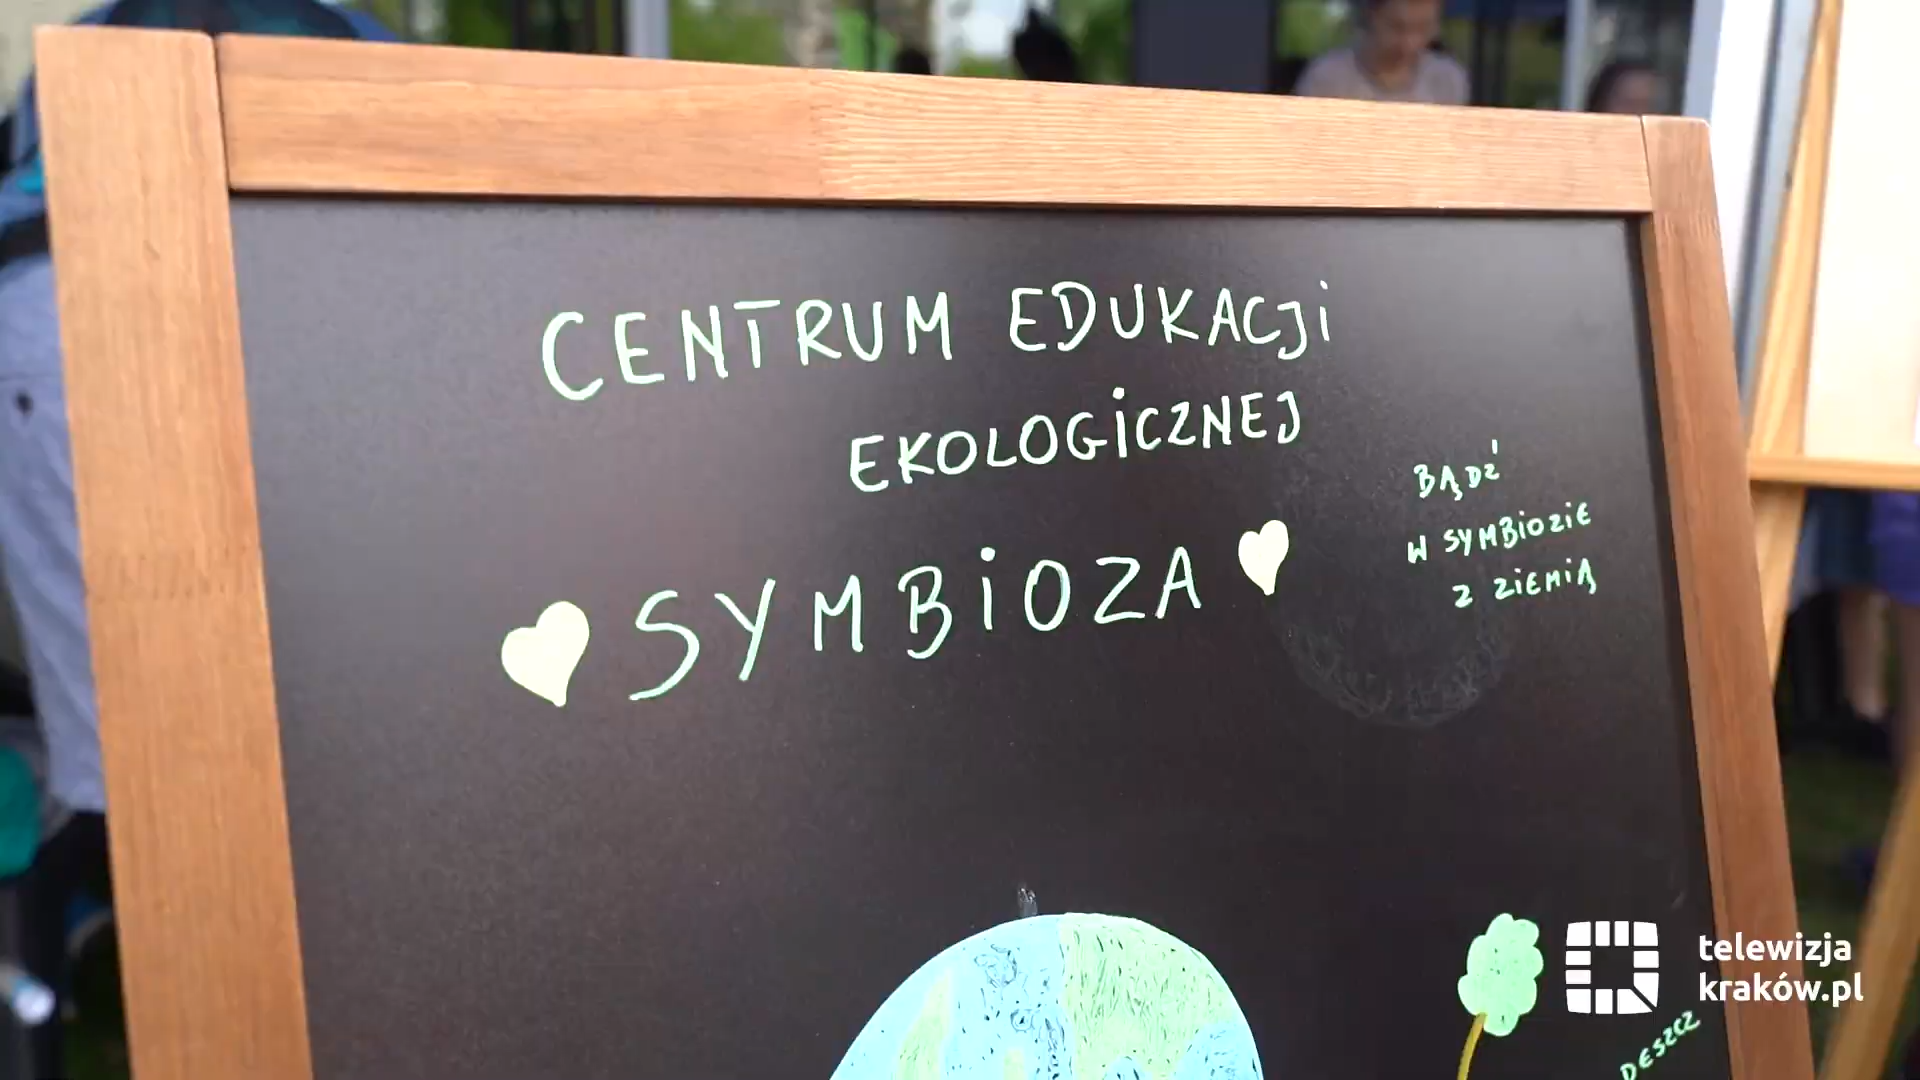 CENTRUM EDUKACJI
EKOLOGICZNEJ
SYMBIOZA
BĄDŹ
W SYMBIOZIE
Z ZIEMIĄ
DESZCZ
telewizja
kraków.pl